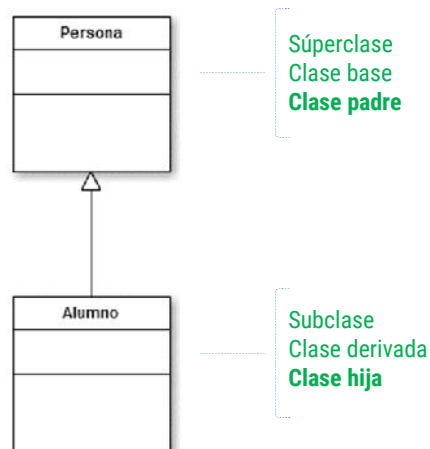 Persona
Súperclase
Clase base
Clase padre
Alumno
Subclase
Clase derivada
Clase hija